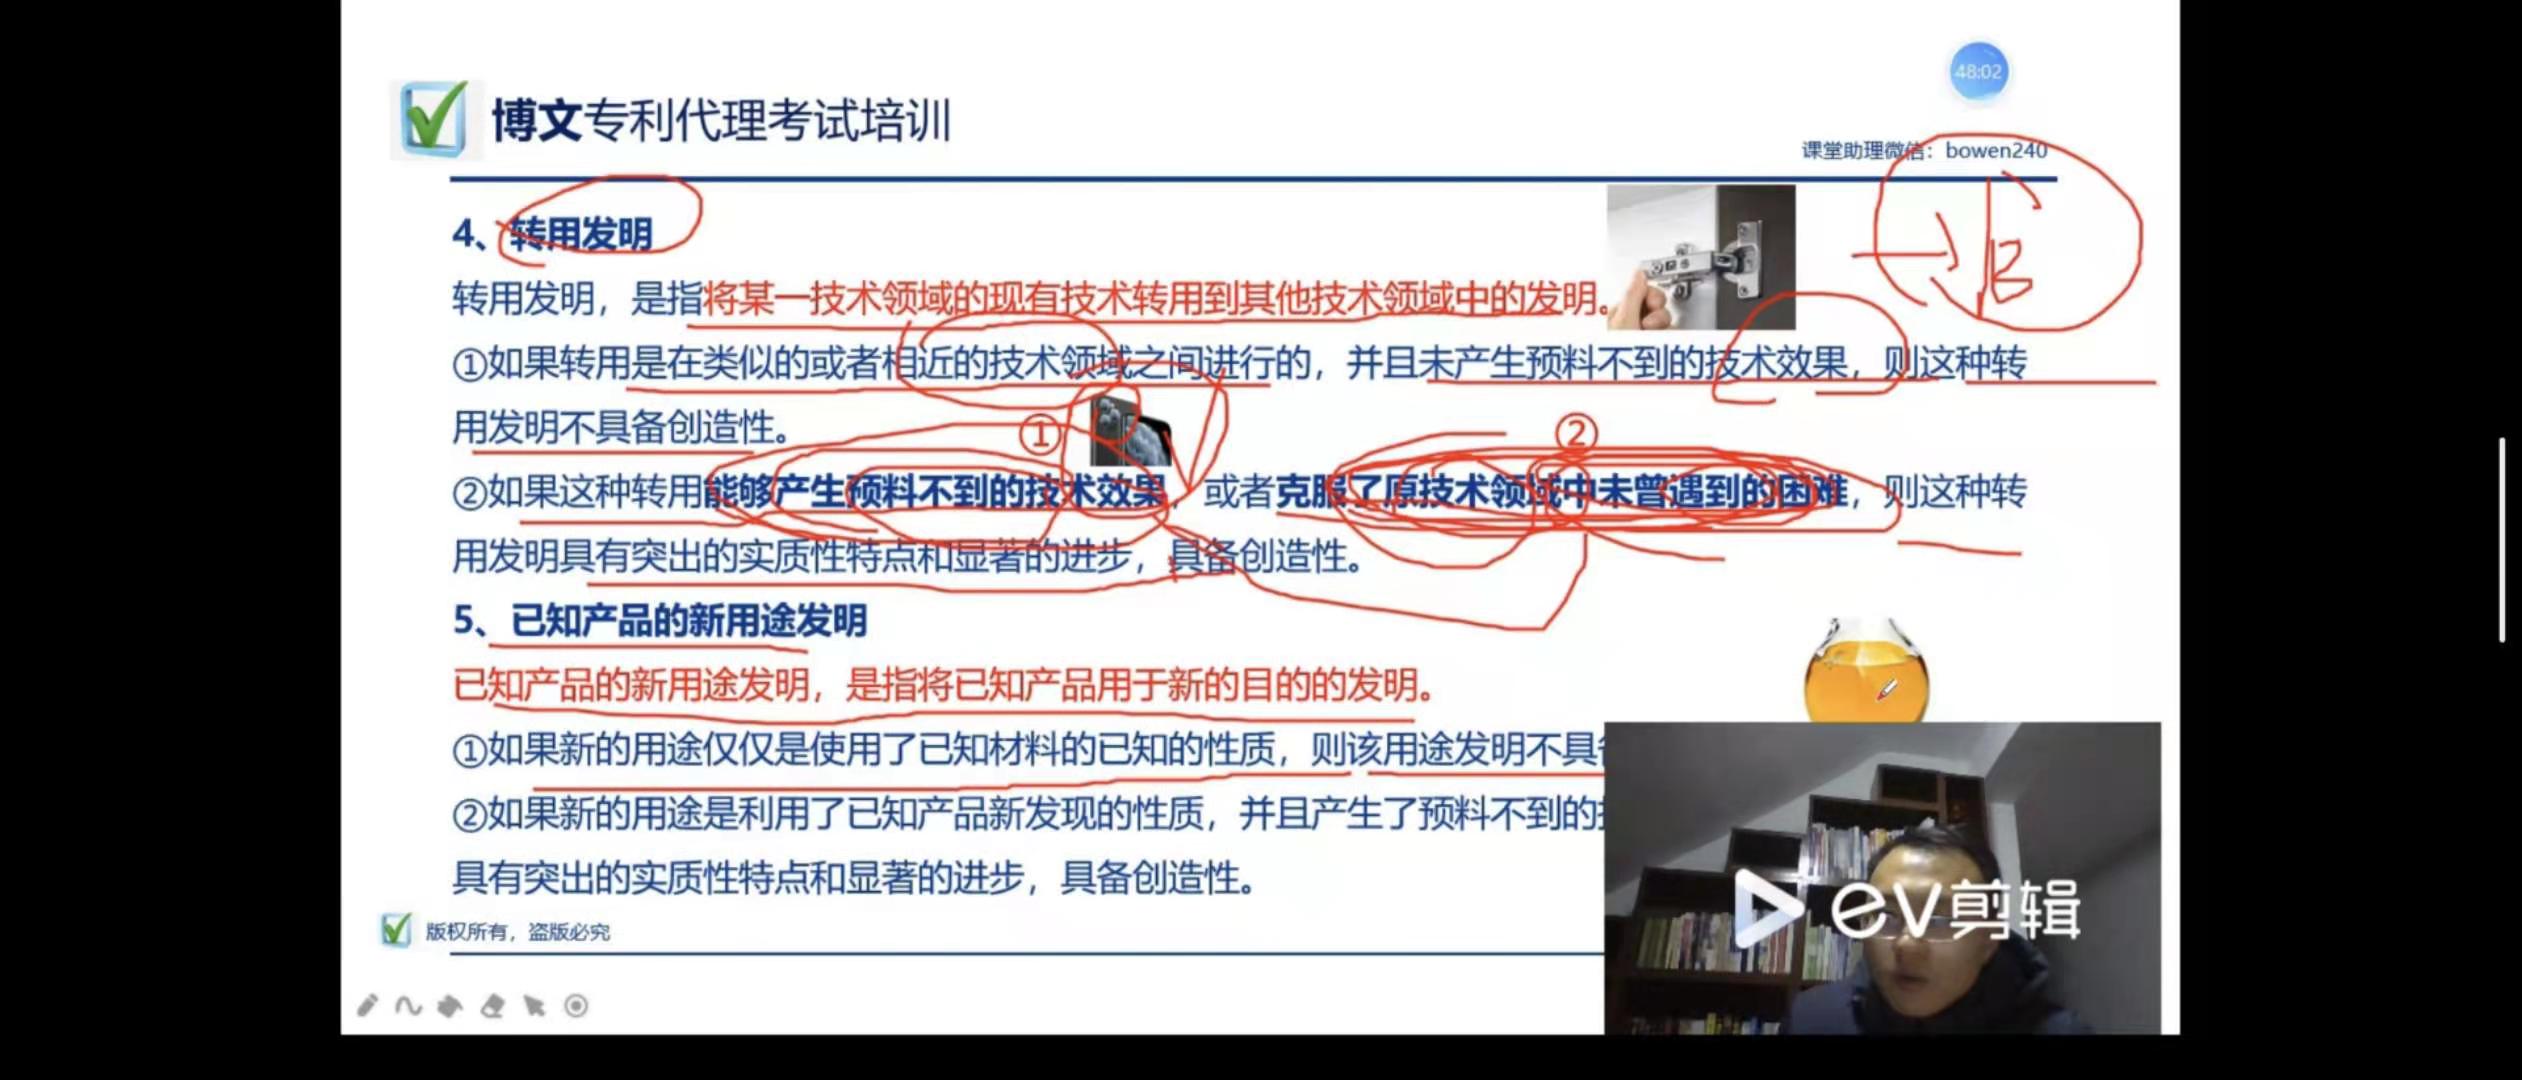 48:02
博文专利代理考试培训
课堂助理微信：bowen240
4、转用发明
转用发明，是指将某一技术领域的现有技术转用到其他技术领域中的发明。
①如果转用是在类似的或者相近的技术领域之间进行的，并且未产生预料不到的技术效果，则这种转
用发明不具备创造性。
① ②
②如果这种转用能够产生预料不到的技术效果，或者克服了原技术领域中未曾遇到的困难，则这种转
用发明具有突出的实质性特点和显著的进步，具备创造性。
5、已知产品的新用途发明
已知产品的新用途发明，是指将已知产品用于新的目的的发明。
①如果新的用途仅仅是使用了已知材料的已知的性质，则该用途发明不具
②如果新的用途是利用了已知产品新发现的性质，并且产生了预料不到的
具有突出的实质性特点和显著的进步，具备创造性。
ev剪辑
版权所有，盗版必究